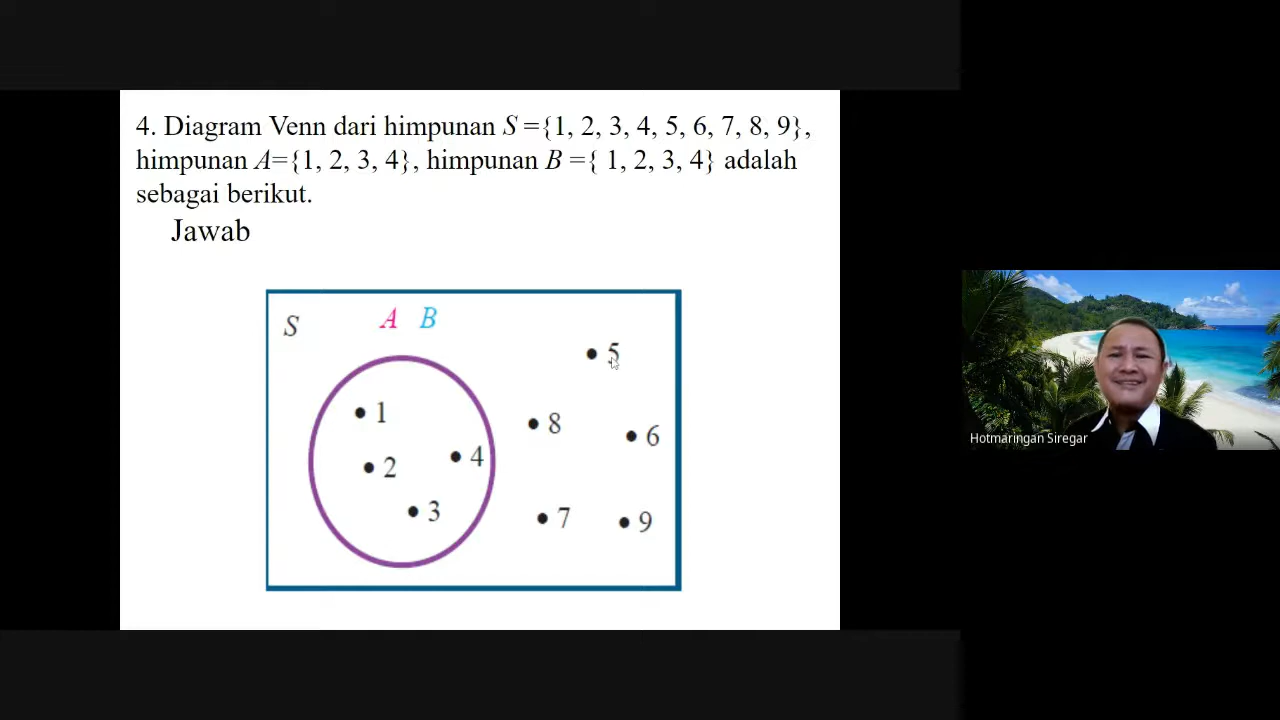 4. Diagram Venn dari himpunan S ={1, 2, 3, 4, 5, 6, 7, 8, 9},
himpunan A={1, 2, 3, 4}, himpunan B ={ 1, 2, 3, 4} adalah
sebagai berikut.
Jawab
S A B
5
1
8
6
2
4
3
7
9
Hotmaringan Siregar